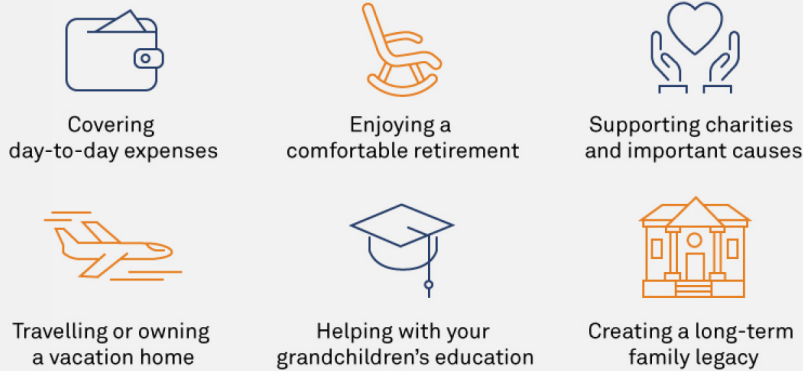 Covering
day-to-day expenses
Enjoying a
comfortable retirement
Supporting charities
and important causes
Travelling or owning
a vacation home
Helping with your
grandchildren’s education
Creating a long-term
family legacy